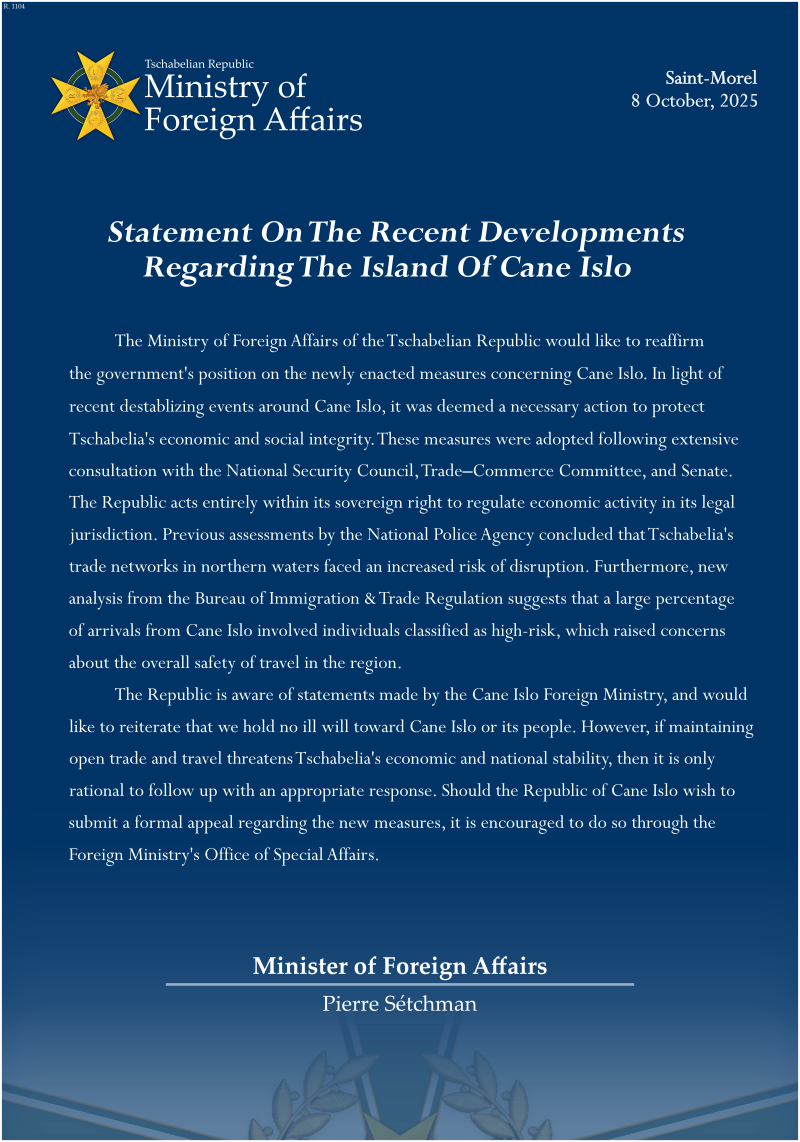 R. 1104
Tschabelian Republic
Ministry of
Foreign Affairs
Saint-Morel
8 October, 2025
Statement On The Recent Developments
Regarding The Island Of Cane Islo
The Ministry of Foreign Affairs of the Tschabelian Republic would like to reaffirm
the government's position on the newly enacted measures concerning Cane Islo. In light of
recent destablizing events around Cane Islo, it was deemed a necessary action to protect
Tschabelia's economic and social integrity. These measures were adopted following extensive
consultation with the National Security Council, Trade–Commerce Committee, and Senate.
The Republic acts entirely within its sovereign right to regulate economic activity in its legal
jurisdiction. Previous assessments by the National Police Agency concluded that Tschabelia's
trade networks in northern waters faced an increased risk of disruption. Furthermore, new
analysis from the Bureau of Immigration & Trade Regulation suggests that a large percentage
of arrivals from Cane Islo involved individuals classified as high-risk, which raised concerns
about the overall safety of travel in the region.
The Republic is aware of statements made by the Cane Islo Foreign Ministry, and would
like to reiterate that we hold no ill will toward Cane Islo or its people. However, if maintaining
open trade and travel threatens Tschabelia's economic and national stability, then it is only
rational to follow up with an appropriate response. Should the Republic of Cane Islo wish to
submit a formal appeal regarding the new measures, it is encouraged to do so through the
Foreign Ministry's Office of Special Affairs.
Minister of Foreign Affairs
Pierre Sétchman